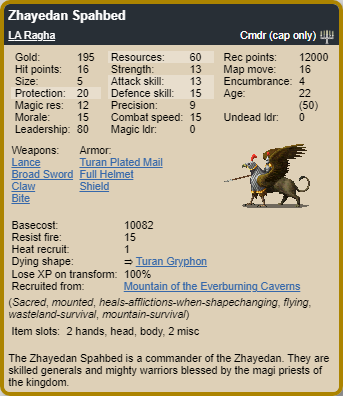 Zhayedan Spahbed
LA Ragha Cmdr (cap only)
Gold: 195 Resources: 60 Rec points: 12000
Hit points: 16 Strength: 13 Map move: 16
Size: 5 Attack skill: 13 Encumbrance: 4
Protection: 20 Defence skill: 15 Age: 22
Magic res: 12 Precision: 9 (50)
Morale: 15 Combat speed: 15 Undead ldr: 0
Leadership: 80 Magic ldr: 0
Weapons: Armor:
Lance Turan Plated Mail
Broad Sword Full Helmet
Claw Shield
Bite
Basecost: 10082
Resist fire: 15
Heat recruit: 1
Dying shape: ⇒ Turan Gryphon
Lose XP on transform: 100%
Recruited from: Mountain of the Everburning Caverns
(Sacred, mounted, heals-afflictions-when-shapechanging, flying,
wasteland-survival, mountain-survival)
Item slots: 2 hands, head, body, 2 misc
The Zhayedan Spahbed is a commander of the Zhayedan. They are
skilled generals and mighty warriors blessed by the magi priests of
the kingdom.